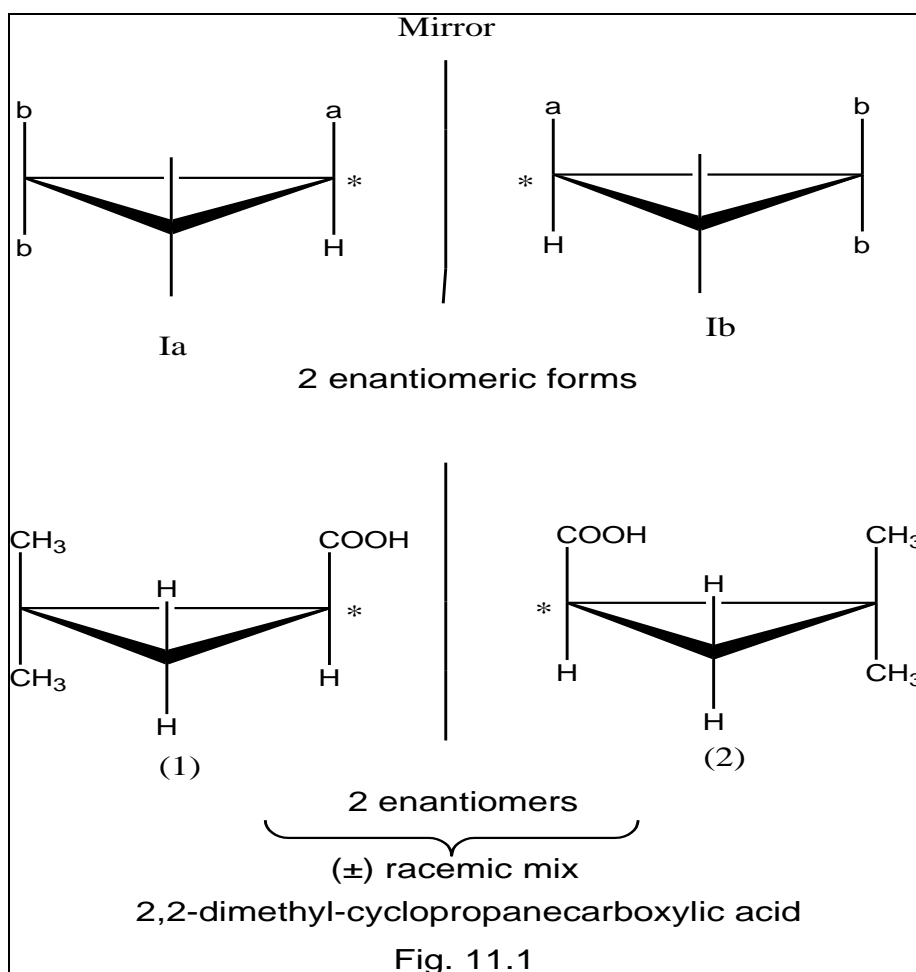 Mirror
b a a b
* *
b H H b
Ia Ib
2 enantiomeric forms
CH3 COOH COOH CH3
H H
* *
CH3 H H CH3
H H
(1) (2)
2 enantiomers
(±) racemic mix
2,2-dimethyl-cyclopropanecarboxylic acid
Fig. 11.1